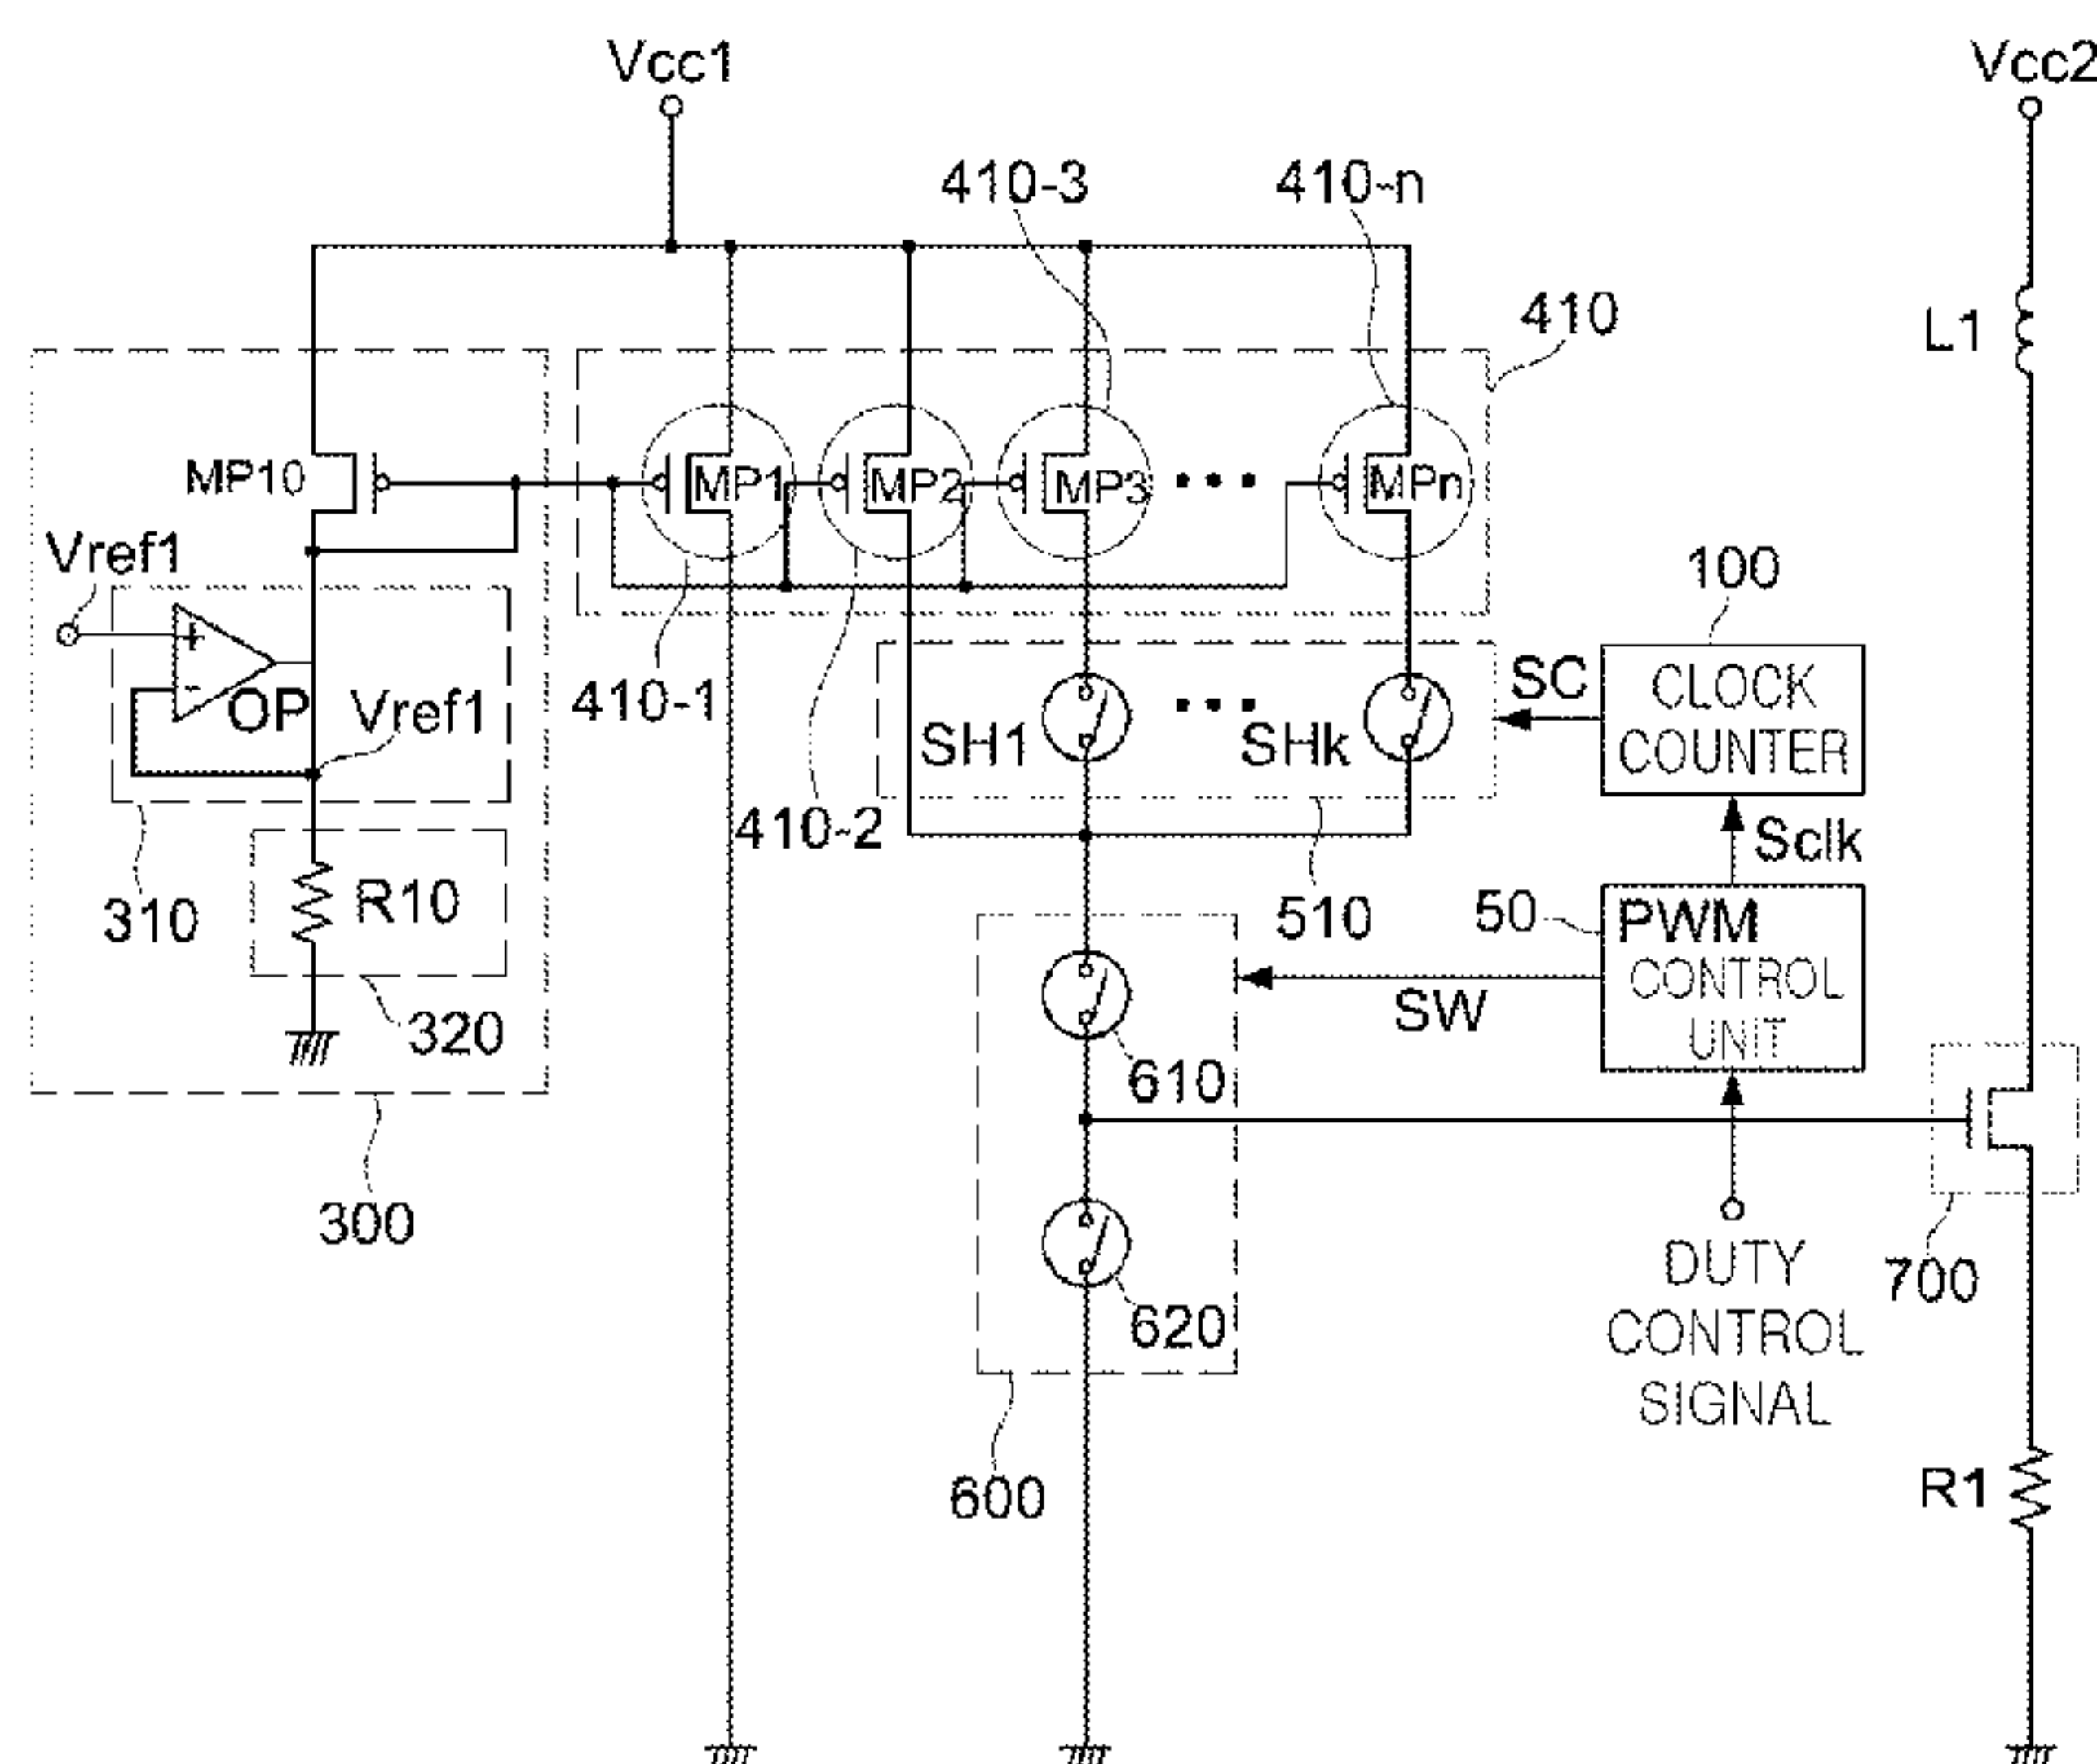 Vcc1
Vcc2
410-3
410-n
410
L1
MP10
MP1
MP2
MP3
MPn
Vref1
100
CLOCK
COUNTER
SC
410-1
OP
Vref1
SH1
SHk
410-2
Sclk
310
R10
510
50
PWM
CONTROL
UNIT
320
SW
610
300
700
620
DUTY
CONTROL
SIGNAL
600
R1